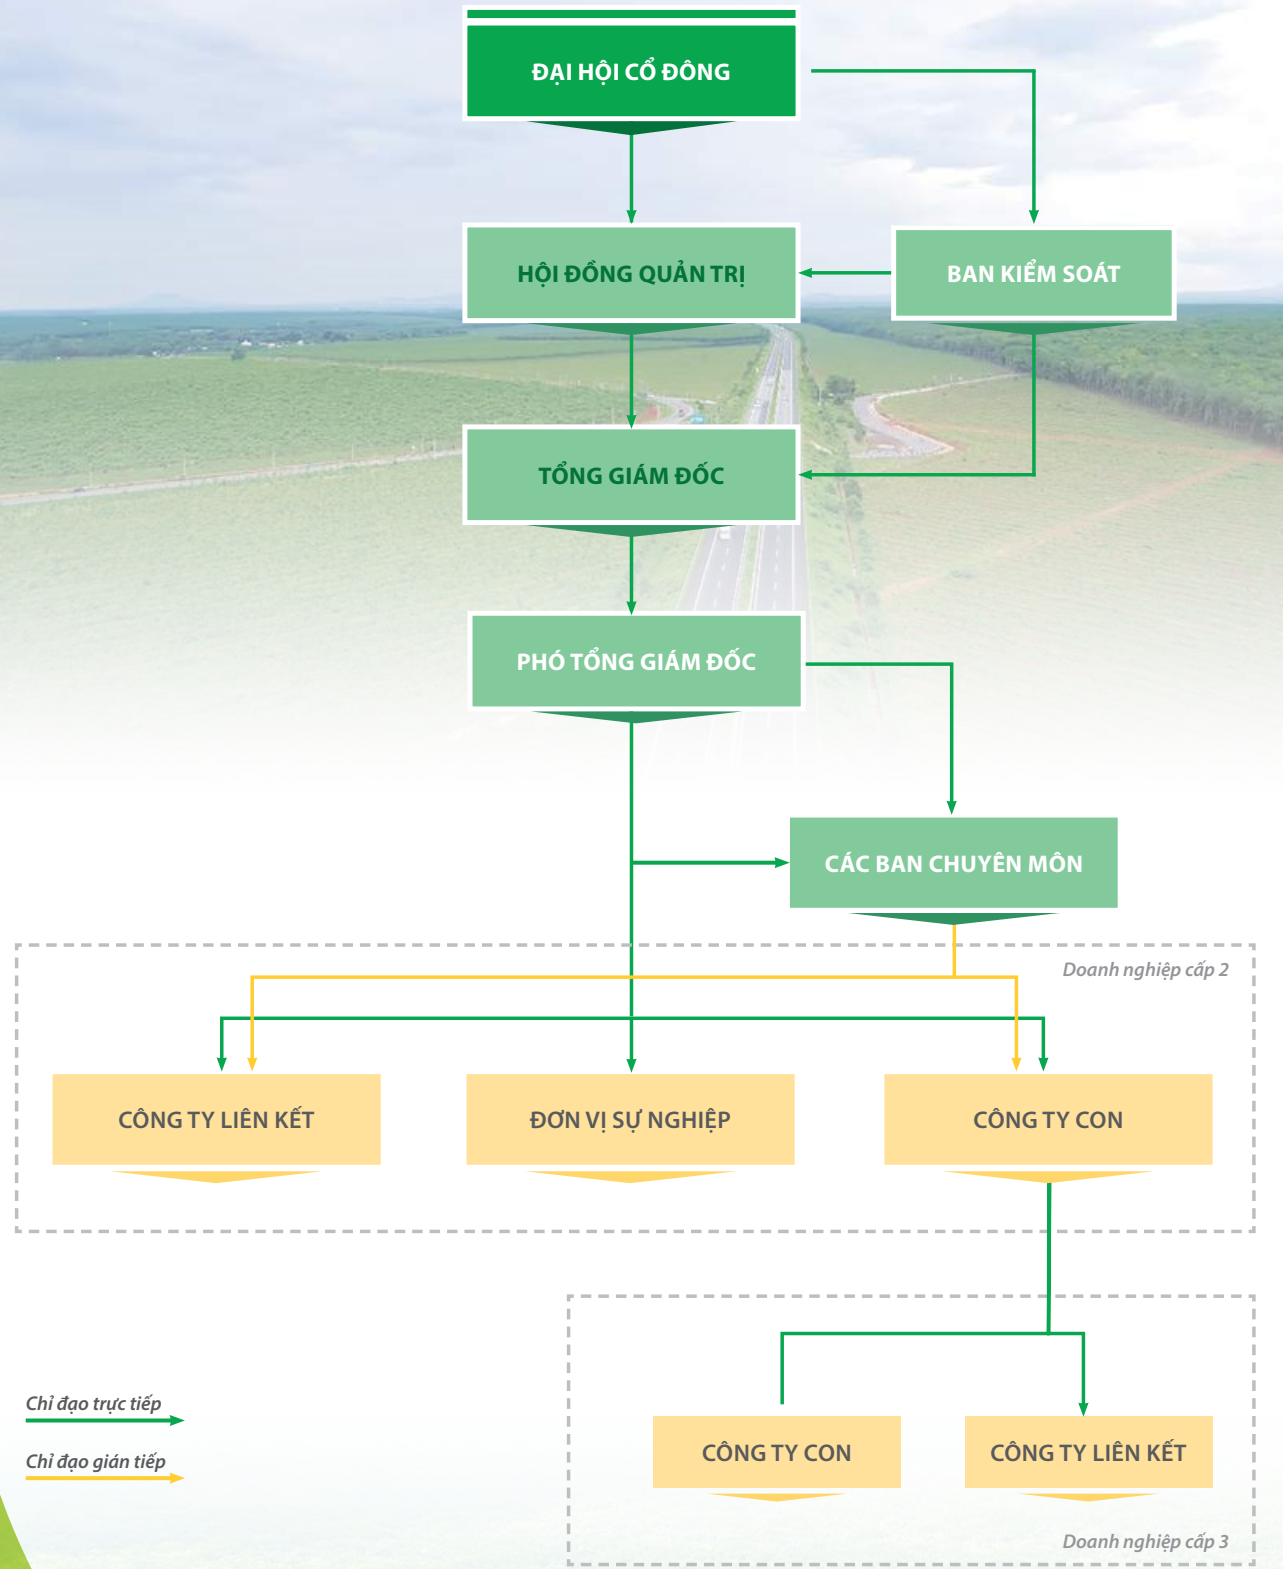 ĐẠI HỘI CỔ ĐÔNG
HỘI ĐỒNG QUẢN TRỊ
BAN KIỂM SOÁT
TỔNG GIÁM ĐỐC
PHÓ TỔNG GIÁM ĐỐC
CÁC BAN CHUYÊN MÔN
Doanh nghiệp cấp 2
CÔNG TY LIÊN KẾT
ĐƠN VỊ SỰ NGHIỆP
CÔNG TY CON
Chỉ đạo trực tiếp
Chỉ đạo gián tiếp
CÔNG TY CON
CÔNG TY LIÊN KẾT
Doanh nghiệp cấp 3